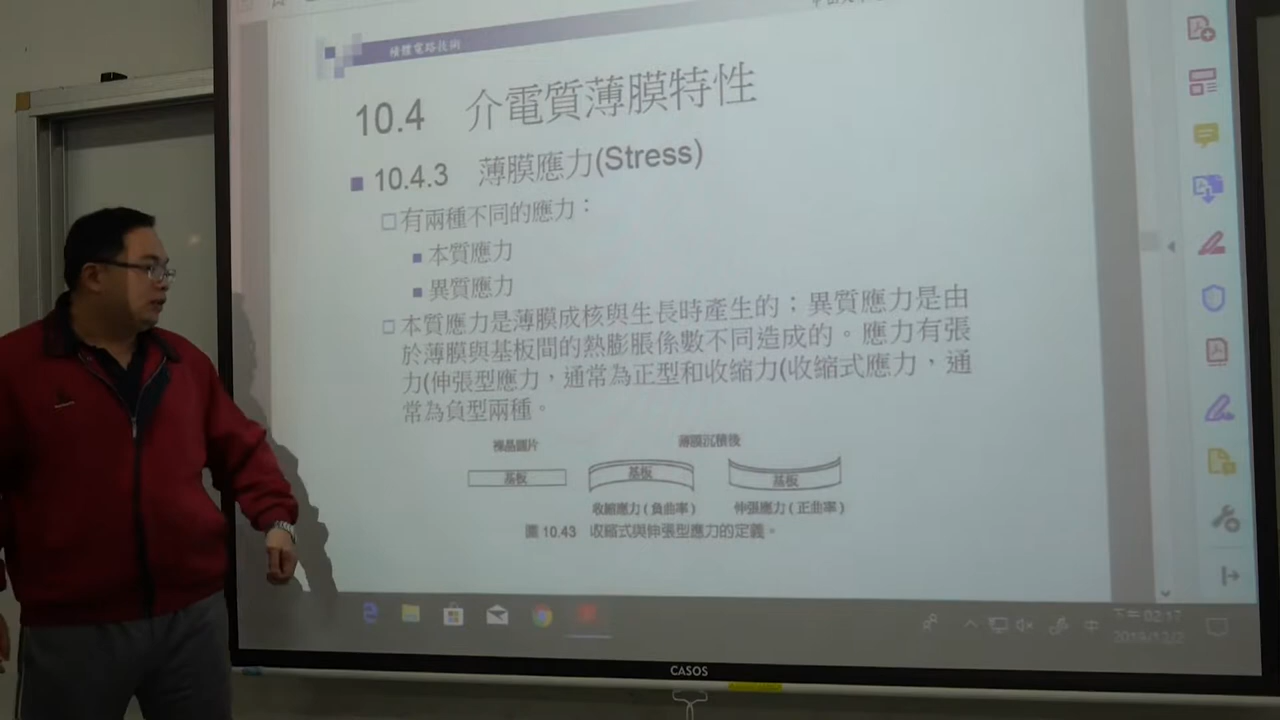 積體電路技術
10.4 介電質薄膜特性
10.4.3 薄膜應力(Stress)
有兩種不同的應力：
本質應力
異質應力
本質應力是薄膜成核與生長時產生的；異質應力是由
於薄膜與基板間的熱膨脹係數不同造成的。應力有張
力(伸張型應力，通常為正型和收縮力(收縮式應力，通
常為負型兩種。
裸晶圓片 薄膜沉積後
基板 基板 基板
收縮應力(負曲率) 伸張應力(正曲率)
圖 10.43 收縮式與伸張型應力的定義。
中
下午 02:17
2019/12/2
CASOS